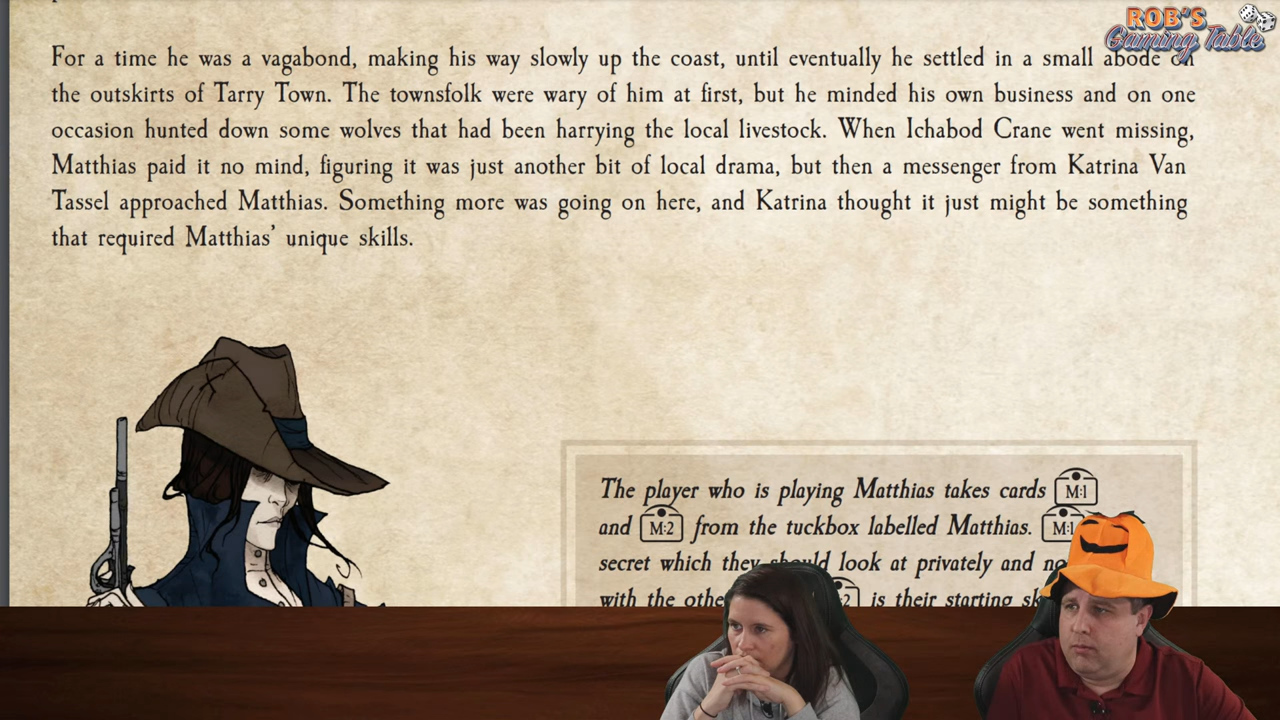 ROB'S
Gaming Table
For a time he was a vagabond, making his way slowly up the coast, until eventually he settled in a small abode on
the outskirts of Tarry Town. The townsfolk were wary of him at first, but he minded his own business and on one
occasion hunted down some wolves that had been harrying the local livestock. When Ichabod Crane went missing,
Matthias paid it no mind, figuring it was just another bit of local drama, but then a messenger from Katrina Van
Tassel approached Matthias. Something more was going on here, and Katrina thought it just might be something
that required Matthias' unique skills.
The player who is playing Matthias takes cards M:1
and M:2 from the tuckbox labelled Matthias. M:1
secret which they should look at privately and
with the is their starting